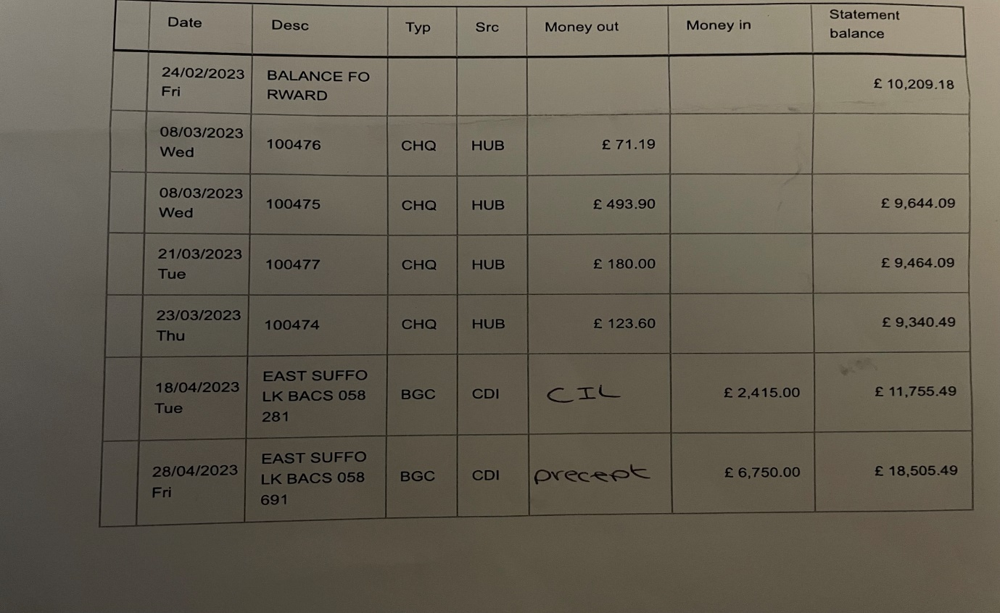 Date Desc Typ Src Money out Money in Statement
balance
24/02/2023 BALANCE FO £ 10,209.18
Fri RWARD
08/03/2023 100476 CHQ HUB £ 71.19
Wed
08/03/2023 100475 CHQ HUB £ 493.90 £ 9,644.09
Wed
21/03/2023 100477 CHQ HUB £ 180.00 £ 9,464.09
Tue
23/03/2023 100474 CHQ HUB £ 123.60 £ 9,340.49
Thu
EAST SUFFO
18/04/2023 LK BACS 058 BGC CDI CIL £ 2,415.00 £ 11,755.49
Tue 281
EAST SUFFO
28/04/2023 LK BACS 058 BGC CDI precept £ 6,750.00 £ 18,505.49
Fri 691